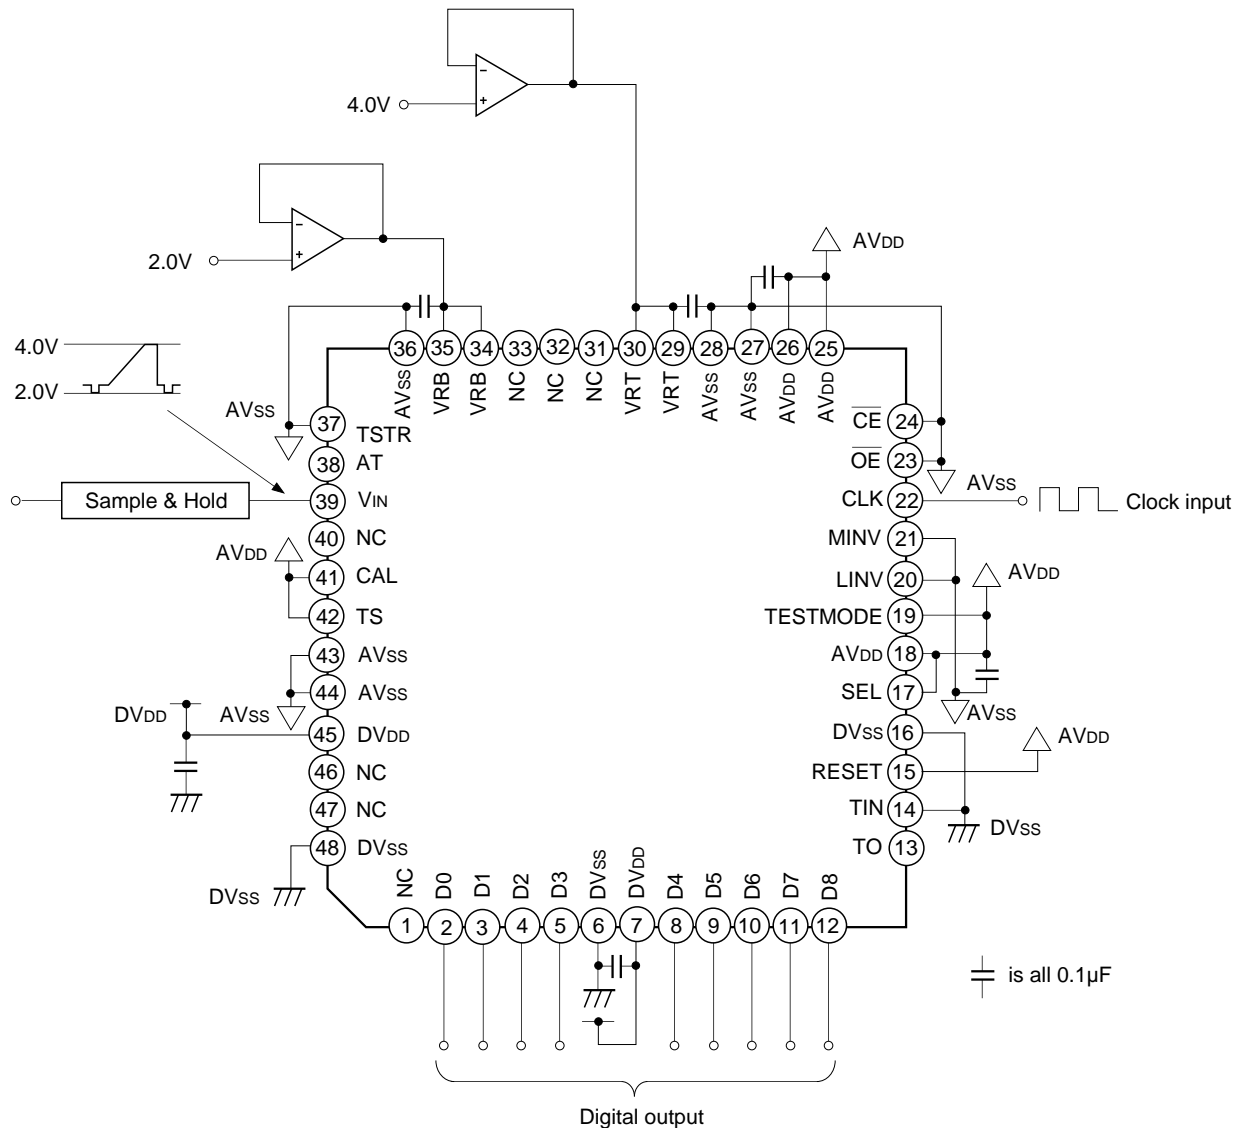 4.0V
−
+
2.0V
−
+
AVDD
4.0V
2.0V
36 35 34 33 32 31 30 29 28 27 26 25
AVSS VRB VRB NC NC NC VRT VRT AVSS AVSS AVDD AVDD
AVSS
37 TSTR
38 AT
Sample & Hold
39 VIN
40 NC
AVDD
41 CAL
42 TS
43 AVSS
44 AVSS
AVSS
DVDD
45 DVDD
46 NC
47 NC
48 DVSS
DVSS
CE 24
OE 23
AVSS
CLK 22
Clock input
MINV 21
LINV 20
AVDD
TESTMODE 19
AVDD 18
SEL 17
AVSS
DVSS 16
AVDD
RESET 15
TIN 14
DVSS
TO 13
NC D0 D1 D2 D3 DVSS DVDD D4 D5 D6 D7 D8
1 2 3 4 5 6 7 8 9 10 11 12
is all 0.1µF
Digital output